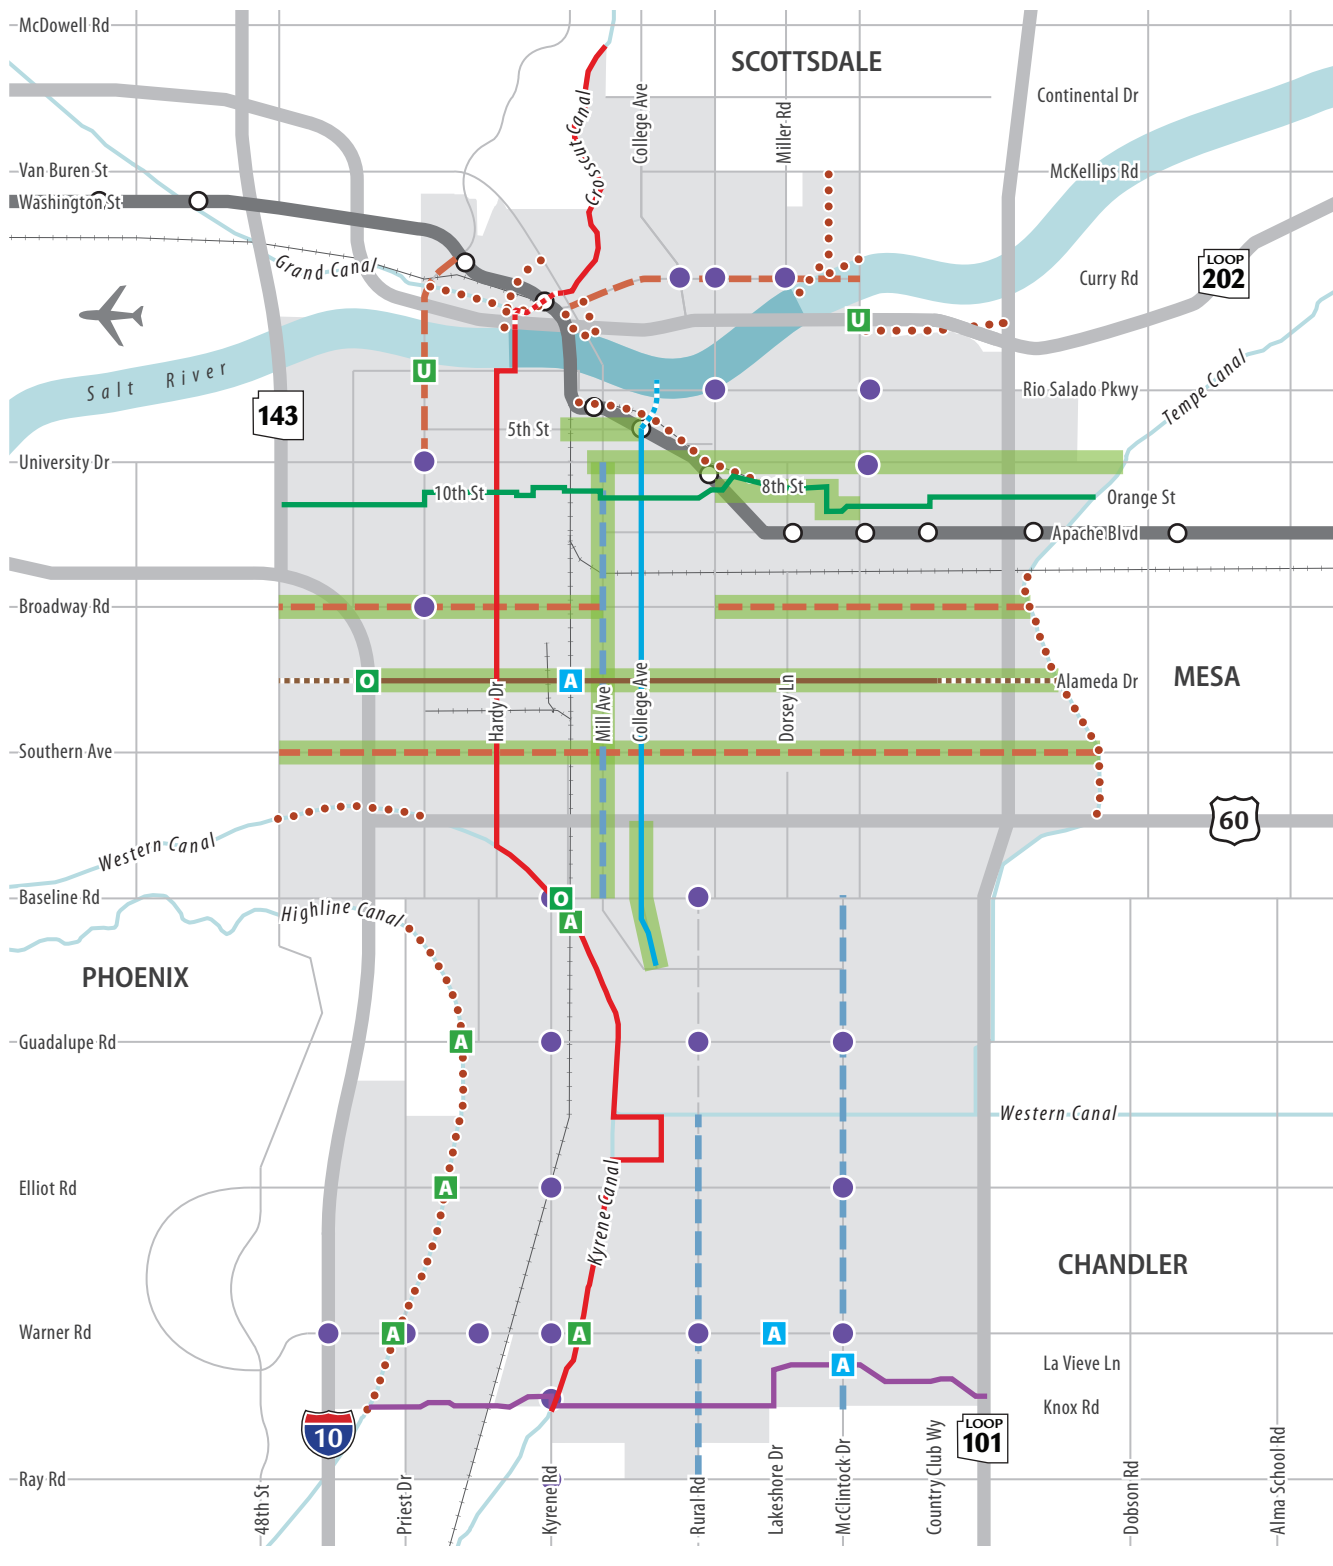 McDowell Rd
SCOTTSDALE
Continental Dr
College Ave
Miller Rd
Crosscut Canal
Van Buren St
McKellips Rd
Washington St
Grand Canal
Curry Rd
LOOP
202
U
Salt River
U
143
Rio Salado Pkwy
Tempe Canal
5th St
University Dr
10th St
8th St
Orange St
Apache Blvd
Broadway Rd
O
A
Alameda Dr
MESA
Hardy Dr
Mill Ave
College Ave
Dorsey Ln
Southern Ave
60
Western Canal
Baseline Rd
O
A
Highline Canal
PHOENIX
Guadalupe Rd
A
Western Canal
Elliot Rd
A
Kyrene Canal
CHANDLER
Warner Rd
A
A
A
A
La Vieve Ln
Knox Rd
10
LOOP
101
Ray Rd
48th St
Priest Dr
Kyrene Rd
Rural Rd
Lakeshore Dr
McClintock Dr
Country Club Wy
Dobson Rd
Alma School Rd